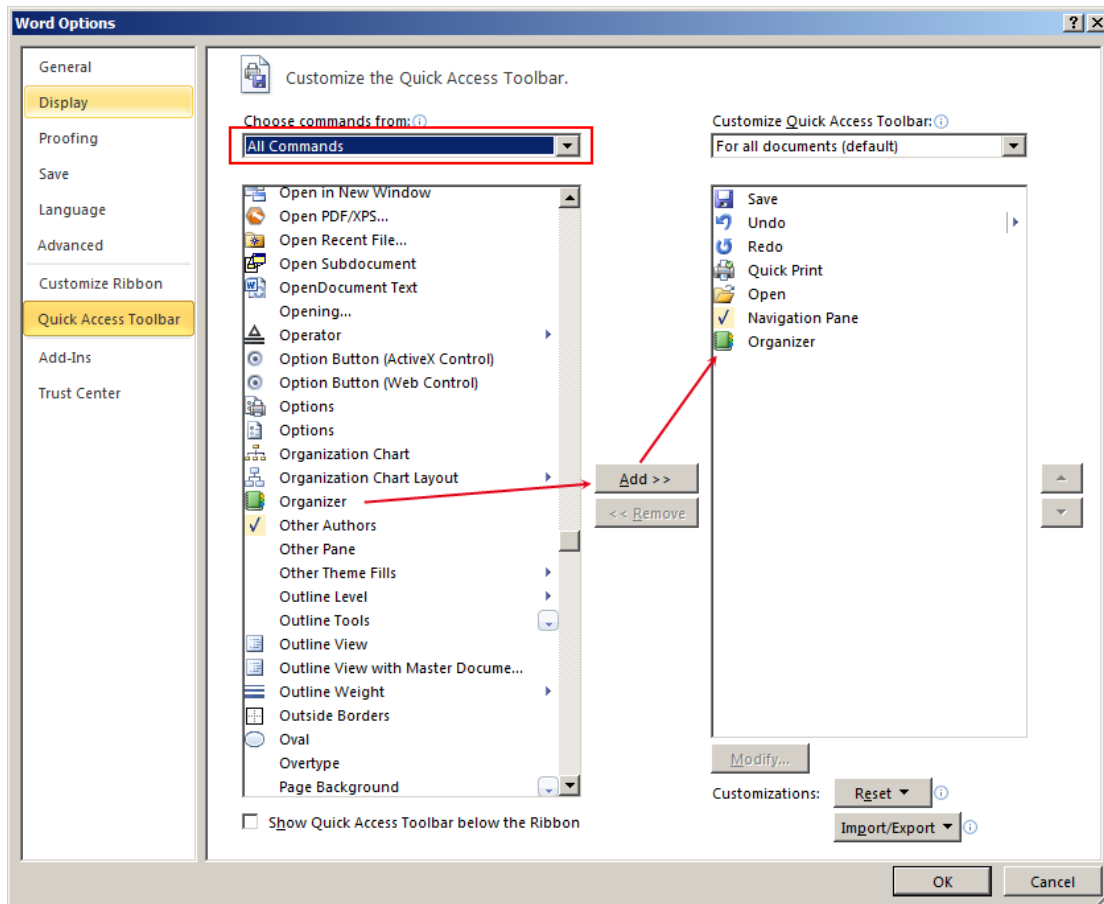 Word Options
General
Display
Proofing
Save
Language
Advanced
Customize Ribbon
Quick Access Toolbar
Add-Ins
Trust Center
Customize the Quick Access Toolbar.
Choose commands from:
All Commands
Open in New Window
Open PDF/XPS...
Open Recent File...
Open Subdocument
OpenDocument Text
Opening...
Operator
Option Button (ActiveX Control)
Option Button (Web Control)
Options
Options
Organization Chart
Organization Chart Layout
Organizer
Other Authors
Other Pane
Other Theme Fills
Outline Level
Outline Tools
Outline View
Outline View with Master Docume...
Outline Weight
Outside Borders
Oval
Overtype
Page Background
Show Quick Access Toolbar below the Ribbon
Add >>
<< Remove
Customize Quick Access Toolbar:
For all documents (default)
Save
Undo
Redo
Quick Print
Open
Navigation Pane
Organizer
Modify...
Customizations:
Reset
Import/Export
OK
Cancel